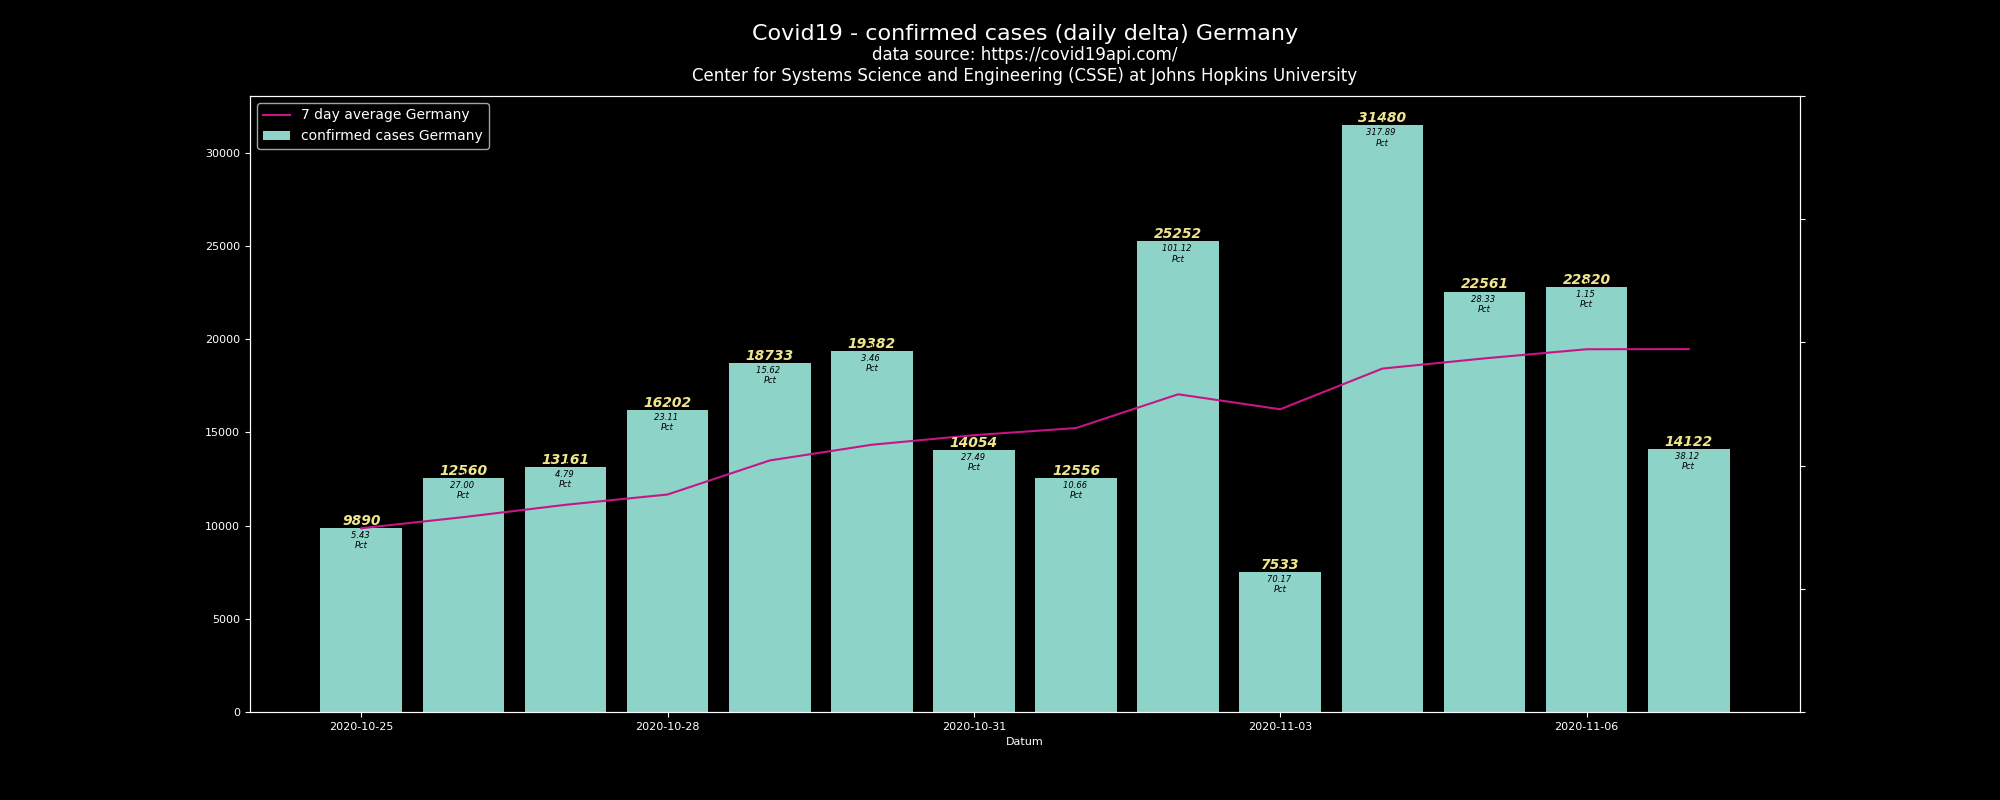 Covid19 - confirmed cases (daily delta) Germany
data source: https://covid19api.com/
Center for Systems Science and Engineering (CSSE) at Johns Hopkins University
7 day average Germany
confirmed cases Germany
30000
25000
20000
15000
10000
5000
0
9890
5.43
Pct
12560
27.00
Pct
13161
4.79
Pct
16202
23.11
Pct
18733
15.62
Pct
19382
3.46
Pct
14054
27.49
Pct
12556
10.66
Pct
25252
101.12
Pct
7533
70.17
Pct
31480
317.89
Pct
22561
28.33
Pct
22820
1.15
Pct
14122
38.12
Pct
2020-10-25
2020-10-28
2020-10-31
2020-11-03
2020-11-06
Datum